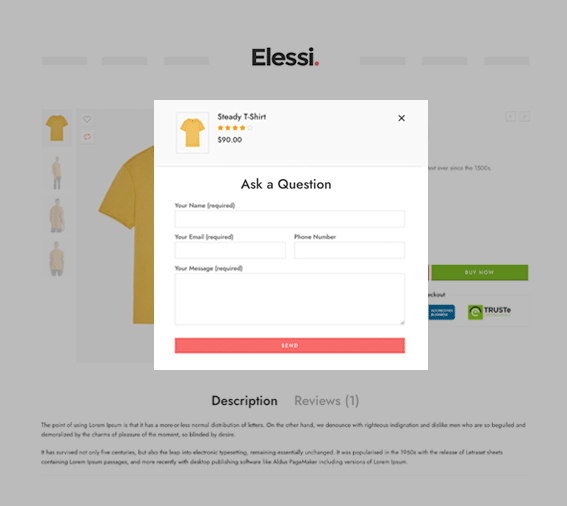 Elessi.
Steady T-Shirt
$90.00
Ask a Question
Your Name (required)
Your Email (required) Phone Number
Your Message (required)
SEND
text ever since the 1500s.
BUY NOW
checkout
ACCREDITED
BUSINESS
TRUSTe
Description Reviews (1)
The point of using Lorem Ipsum is that it has a more-or-less normal distribution of letters. On the other hand, we denounce with righteous indignation and dislike men who are so beguiled and
demoralized by the charms of pleasure of the moment, so blinded by desire.
It has survived not only five centuries, but also the leap into electronic typesetting, remaining essentially unchanged. It was popularised in the 1960s with the release of Letraset sheets
containing Lorem Ipsum passages, and more recently with desktop publishing software like Aldus PageMaker including versions of Lorem Ipsum.